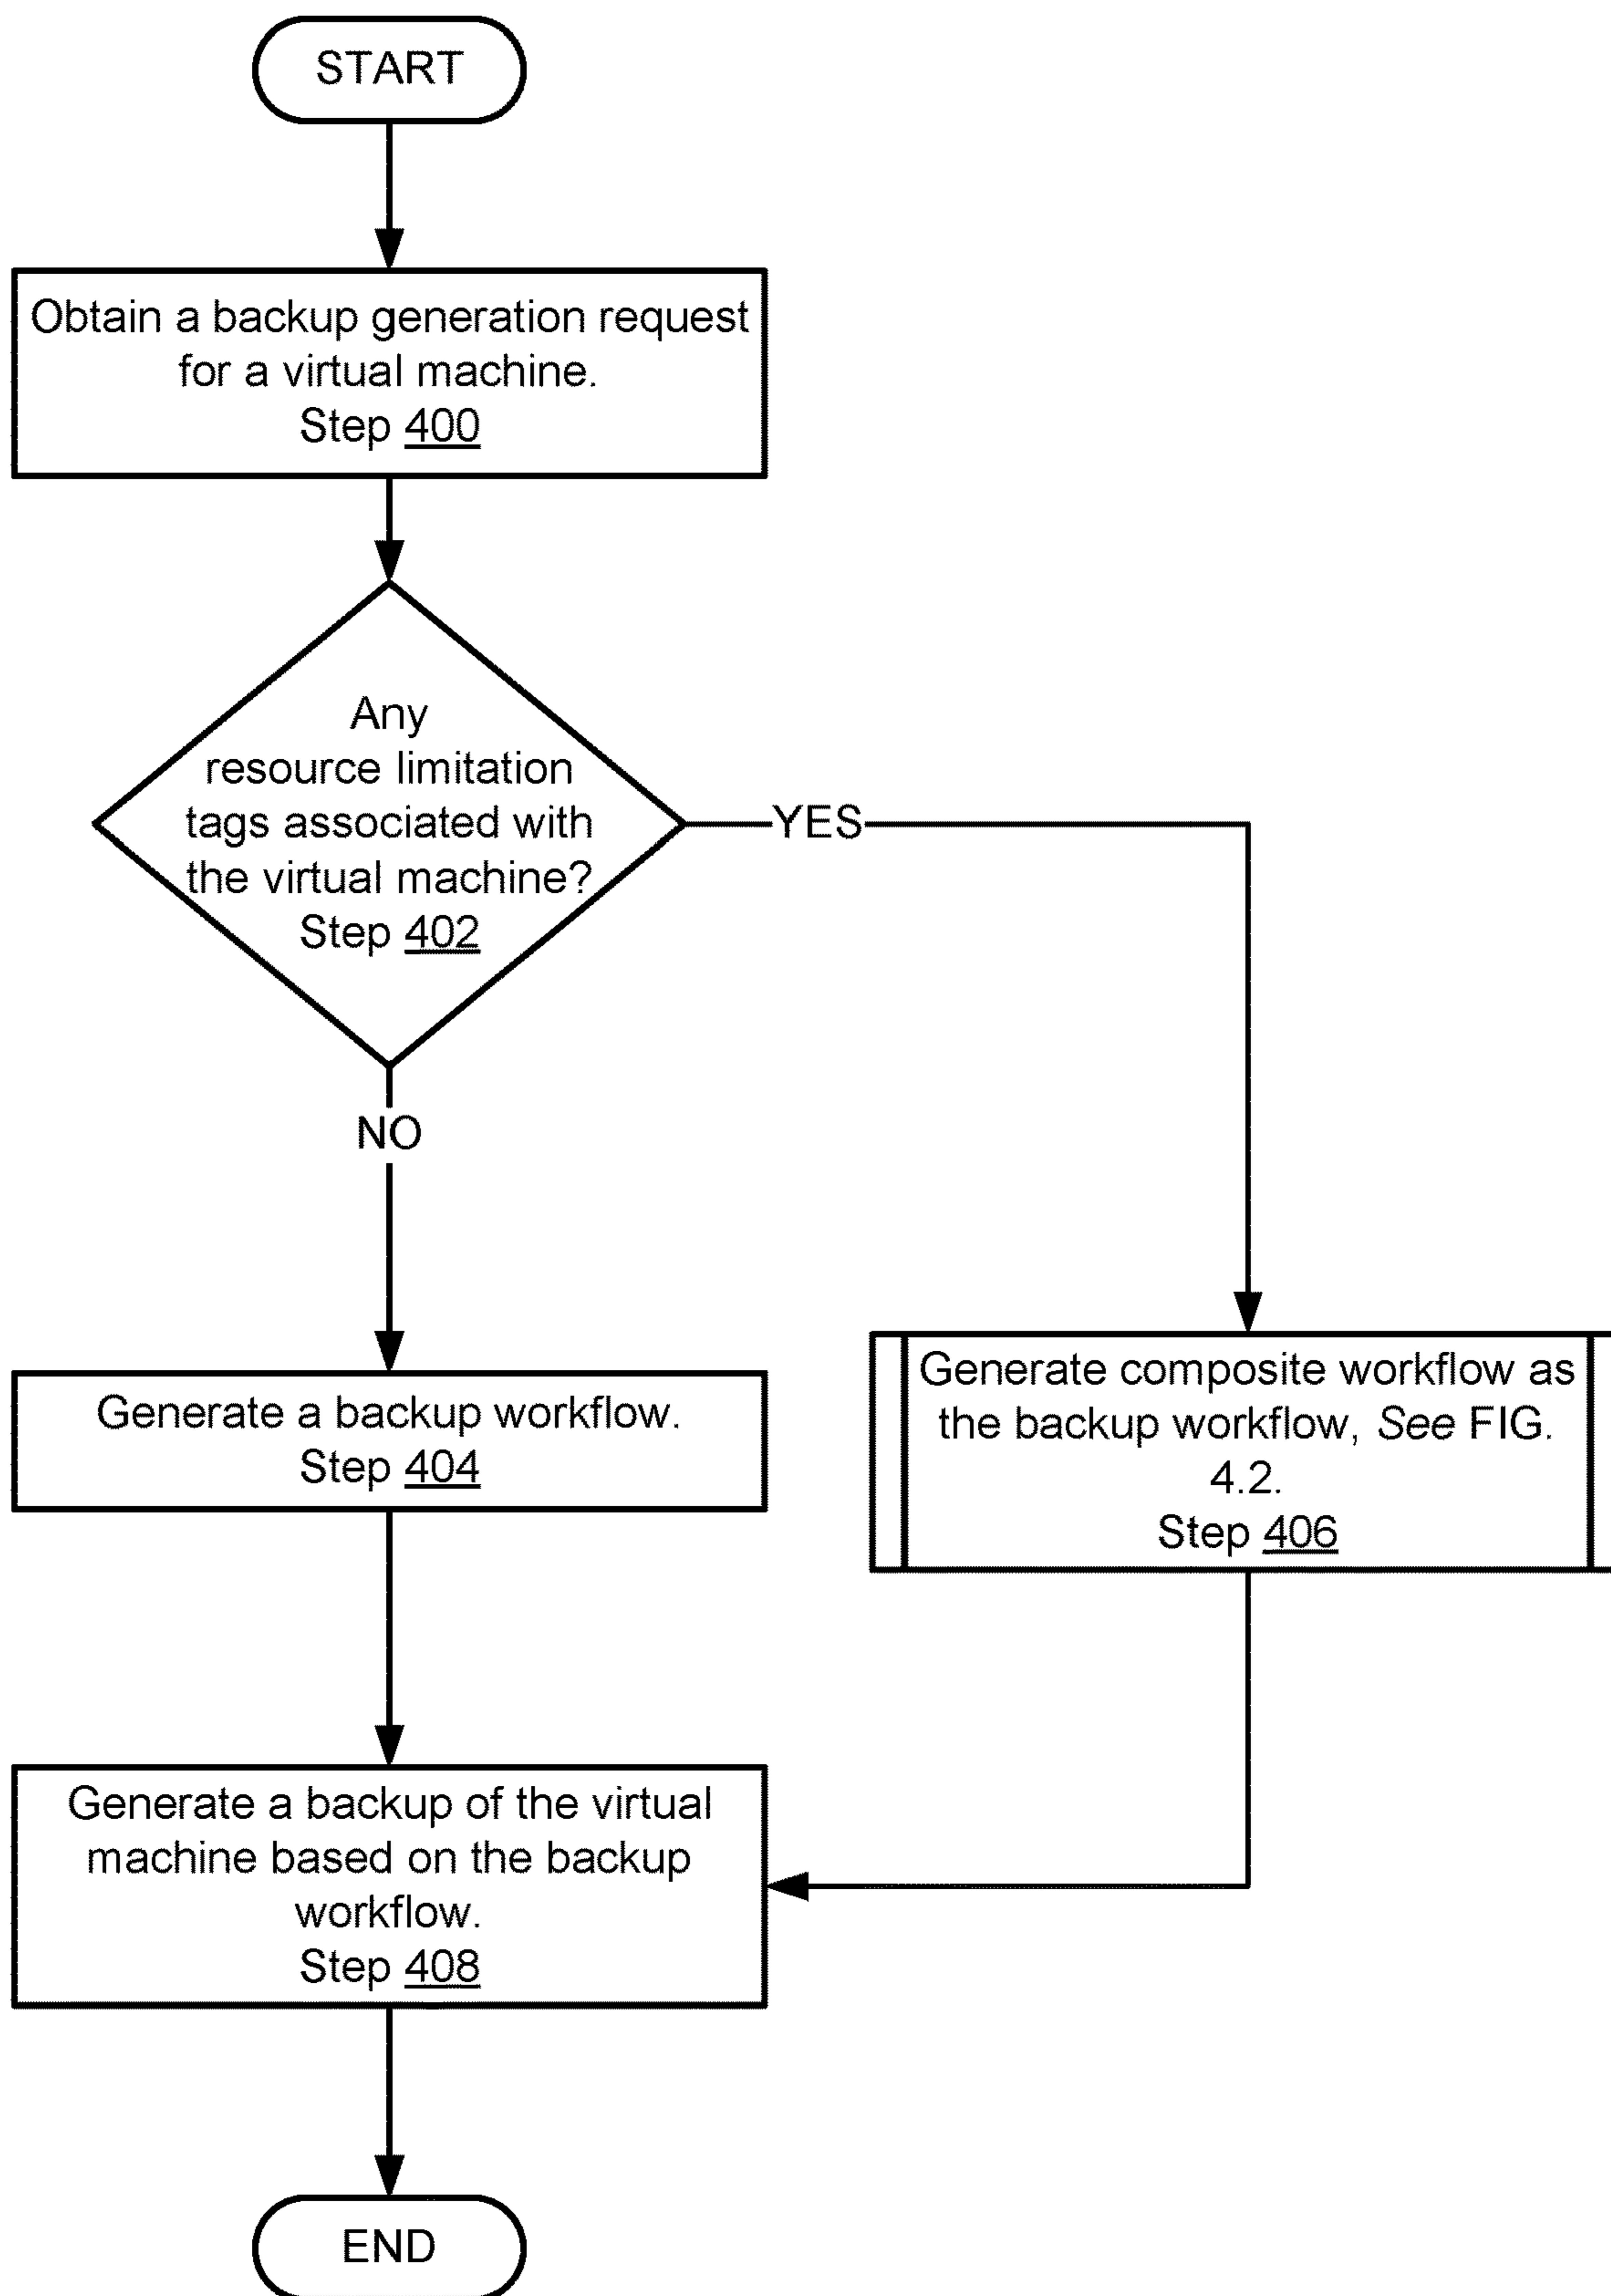 START
Obtain a backup generation request
for a virtual machine.
Step 400
Any
resource limitation
tags associated with
the virtual machine?
Step 402
YES
NO
Generate a backup workflow.
Step 404
Generate composite workflow as
the backup workflow, See FIG.
4.2.
Step 406
Generate a backup of the virtual
machine based on the backup
workflow.
Step 408
END